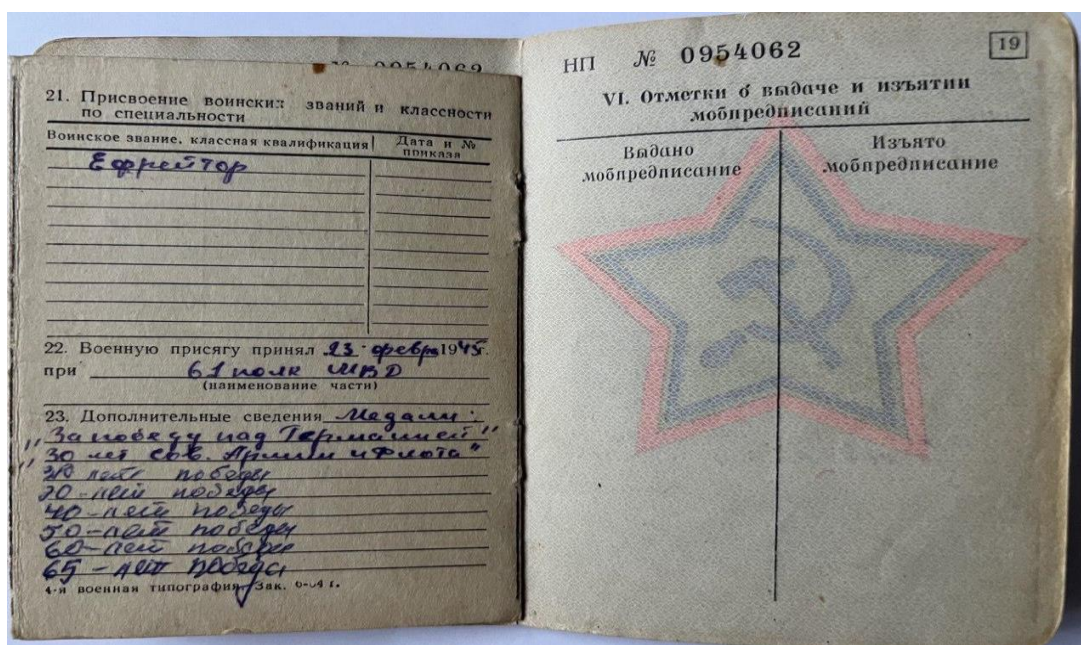 № 0954062
21. Присвоение воинских званий и классности
по специальности
Воинское звание, классная квалификация
Дата и №
приказа
Ефрейтор
22. Военную присягу принял 23 февр 1945 г.
при 61 полк МВД
(наименование части)
23. Дополнительные сведения Медали:
"За победу над Германией"
"30 лет сов. Армии и Флота"
лет победы
20-лет победы
40-лет победы
50-лет победы
60-лет победы
65-лет победы
4-я военная типография. Зак.
НП № 0954062
19
VI. Отметки о выдаче и изъятии
мобпредписаний
Выдано
мобпредписание
Изъято
мобпредписание